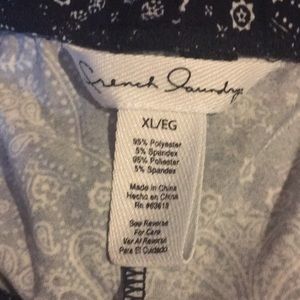 French Laundry
XL/EG
95% Polyester
5% Spandex
95% Poliester
5% Spandex
Made in China
Hecho en China
Rn #63619
See Reverse
For Care
Ver Al Reverso
Para El Cuidado